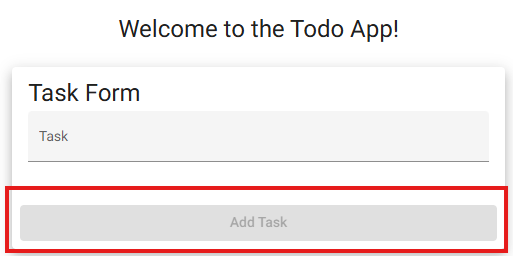 Welcome to the Todo App!
Task Form
Task
Add Task